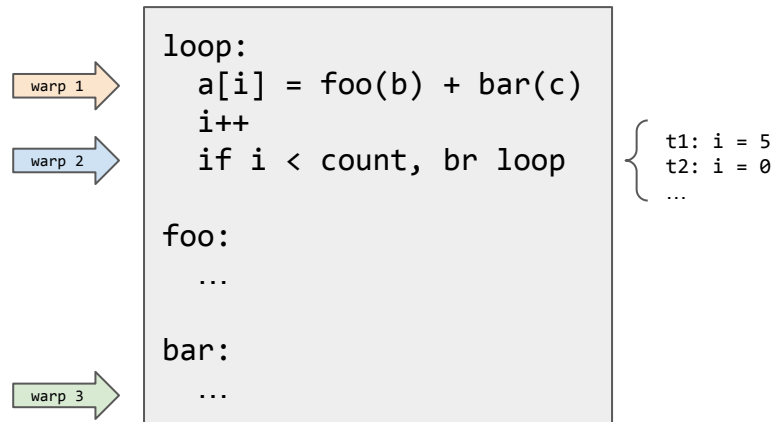 loop:
warp 1
a[i] = foo(b) + bar(c)
i++
warp 2
if i < count, br loop
t1: i = 5
t2: i = 0
…
foo:
…
bar:
warp 3
…